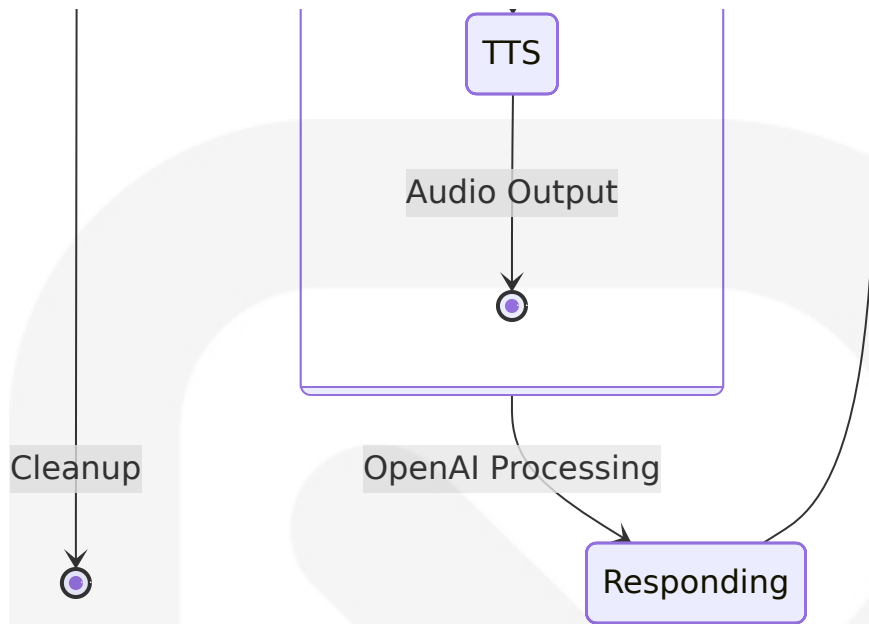 TTS
Audio Output
Cleanup
OpenAI Processing
Responding